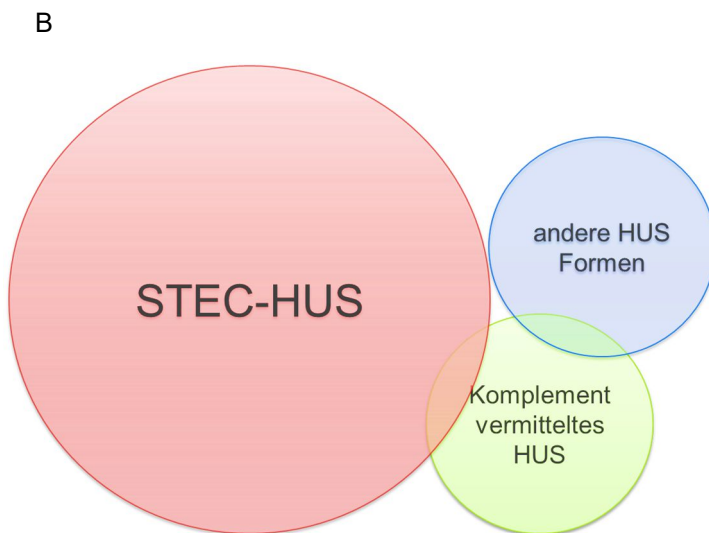 B
STEC-HUS
andere HUS
Formen
Komplement
vermitteltes
HUS